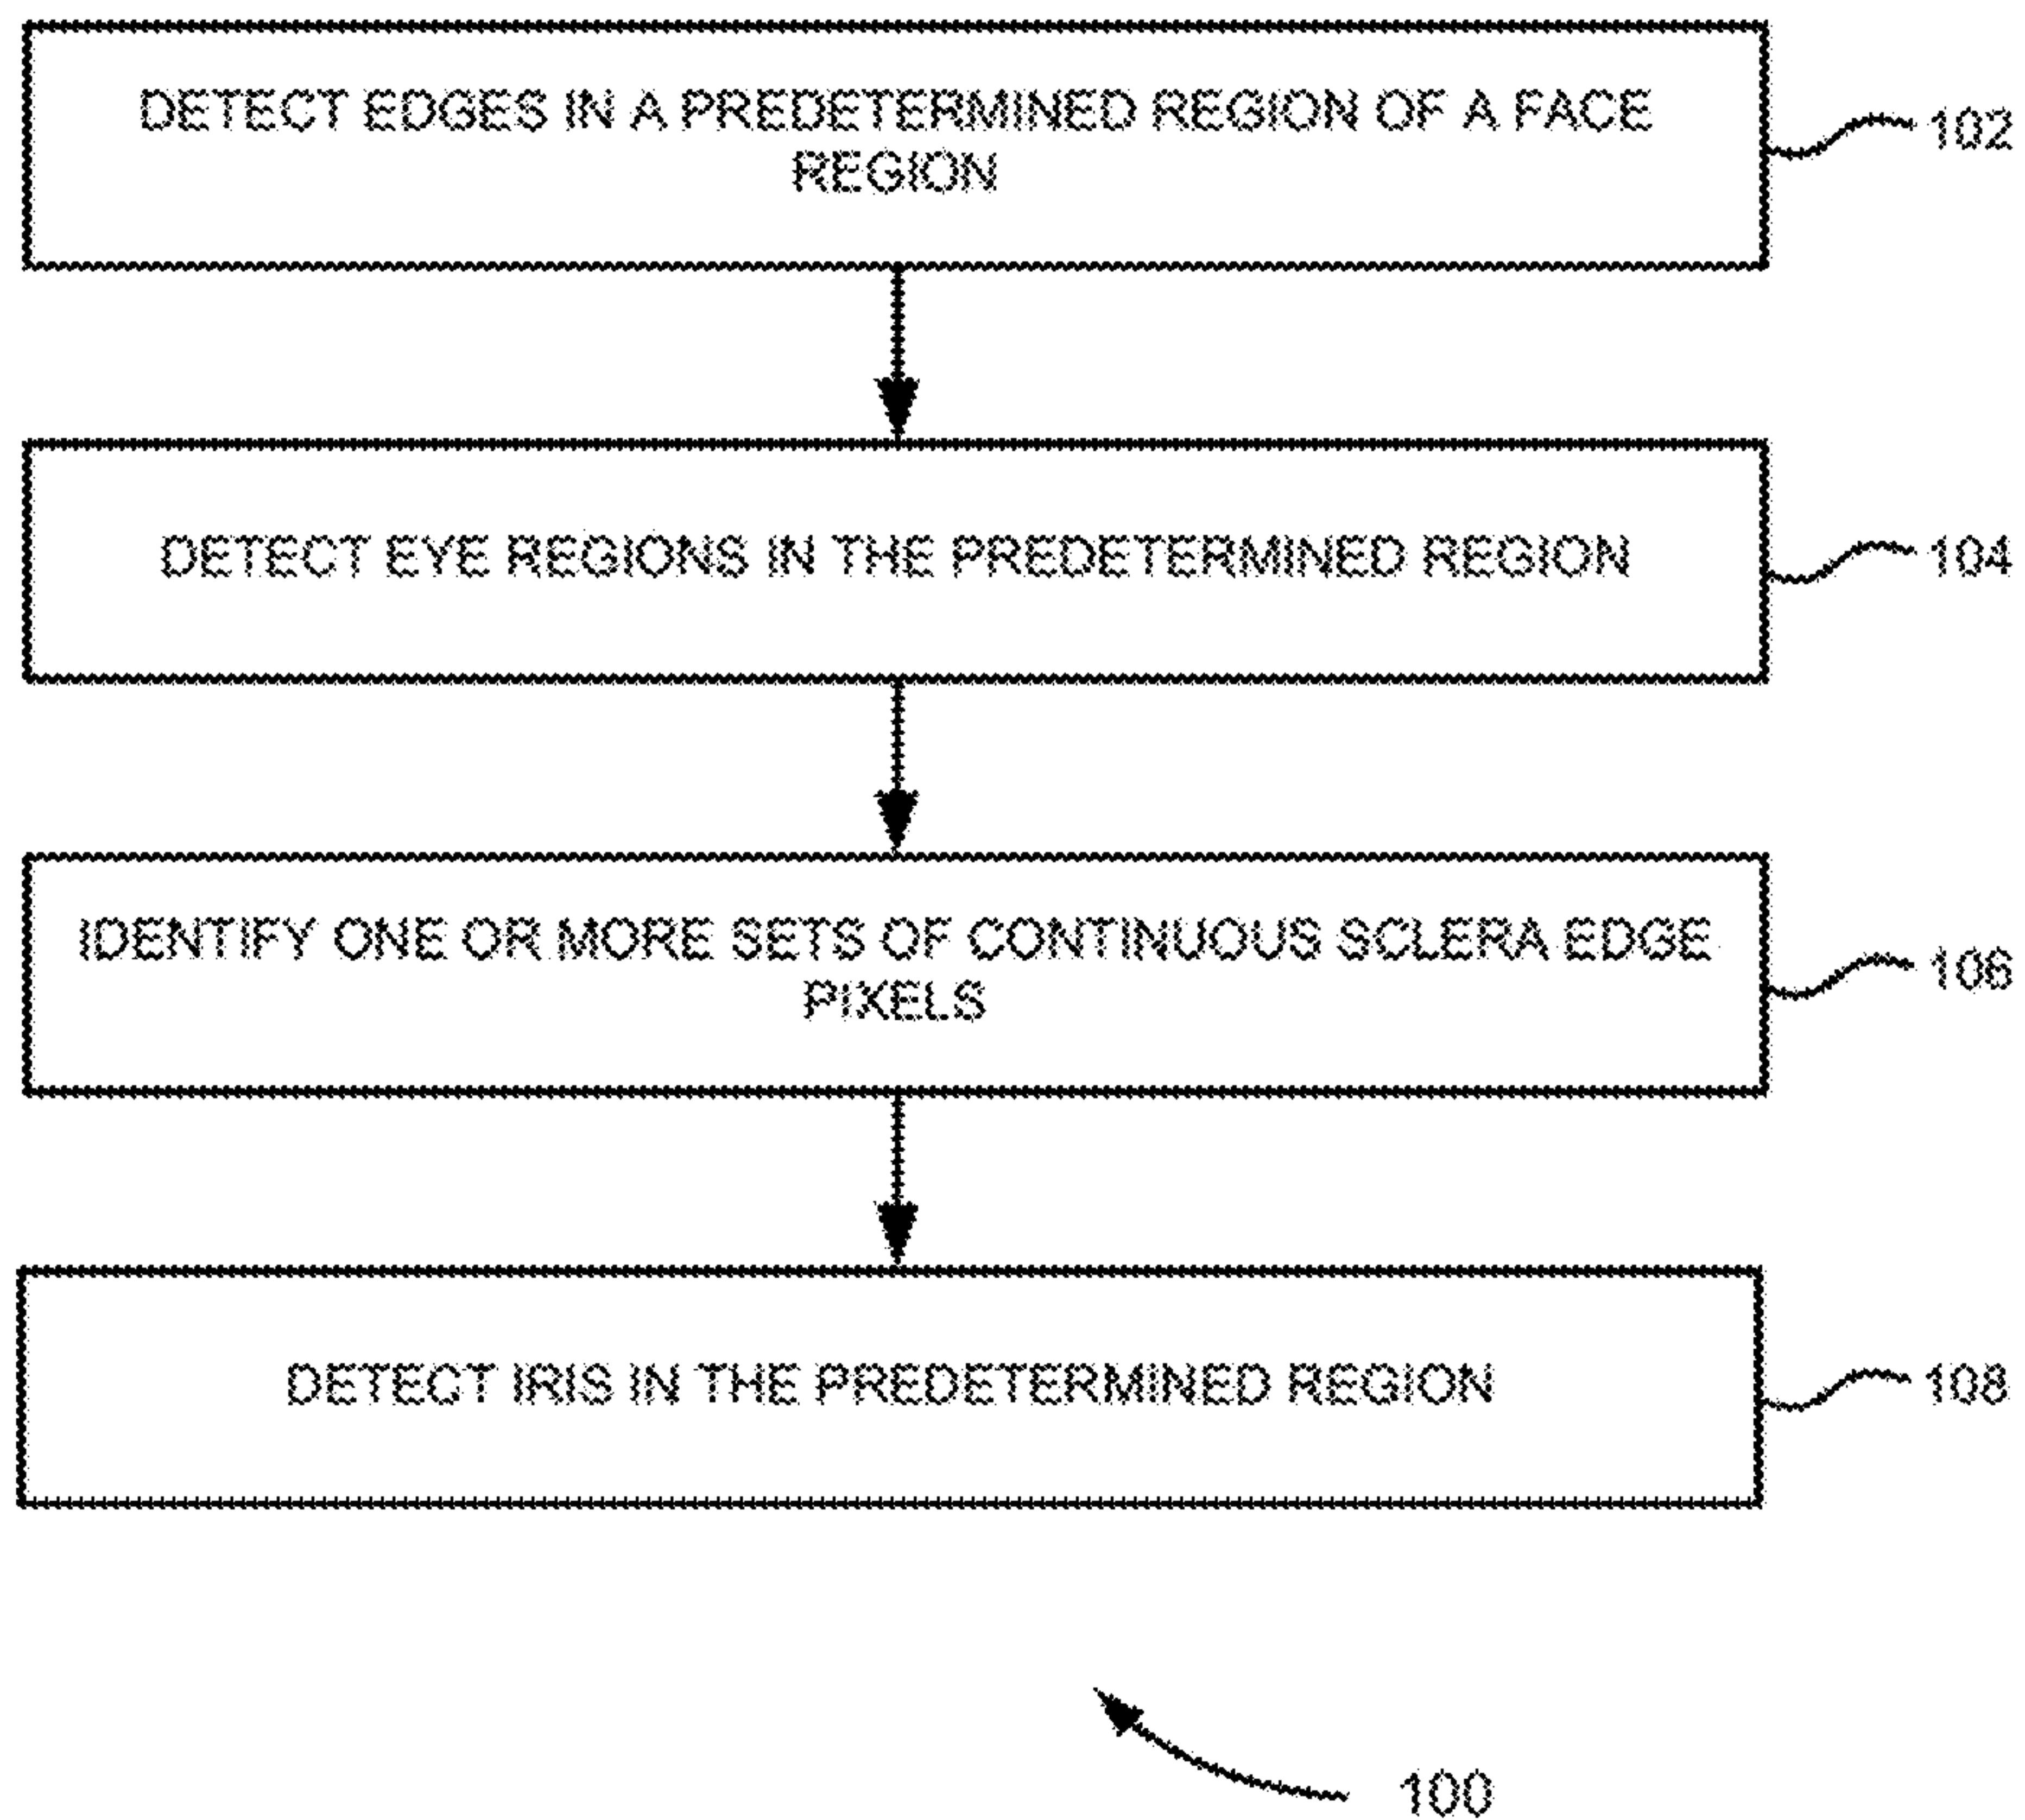 DETECT EDGES IN A PREDETERMINED REGION OF A FACE
REGION
102
DETECT EYE REGIONS IN THE PREDETERMINED REGION
104
IDENTIFY ONE OR MORE SETS OF CONTINUOUS SCLERA EDGE
PIXELS
106
DETECT IRIS IN THE PREDETERMINED REGION
108
100